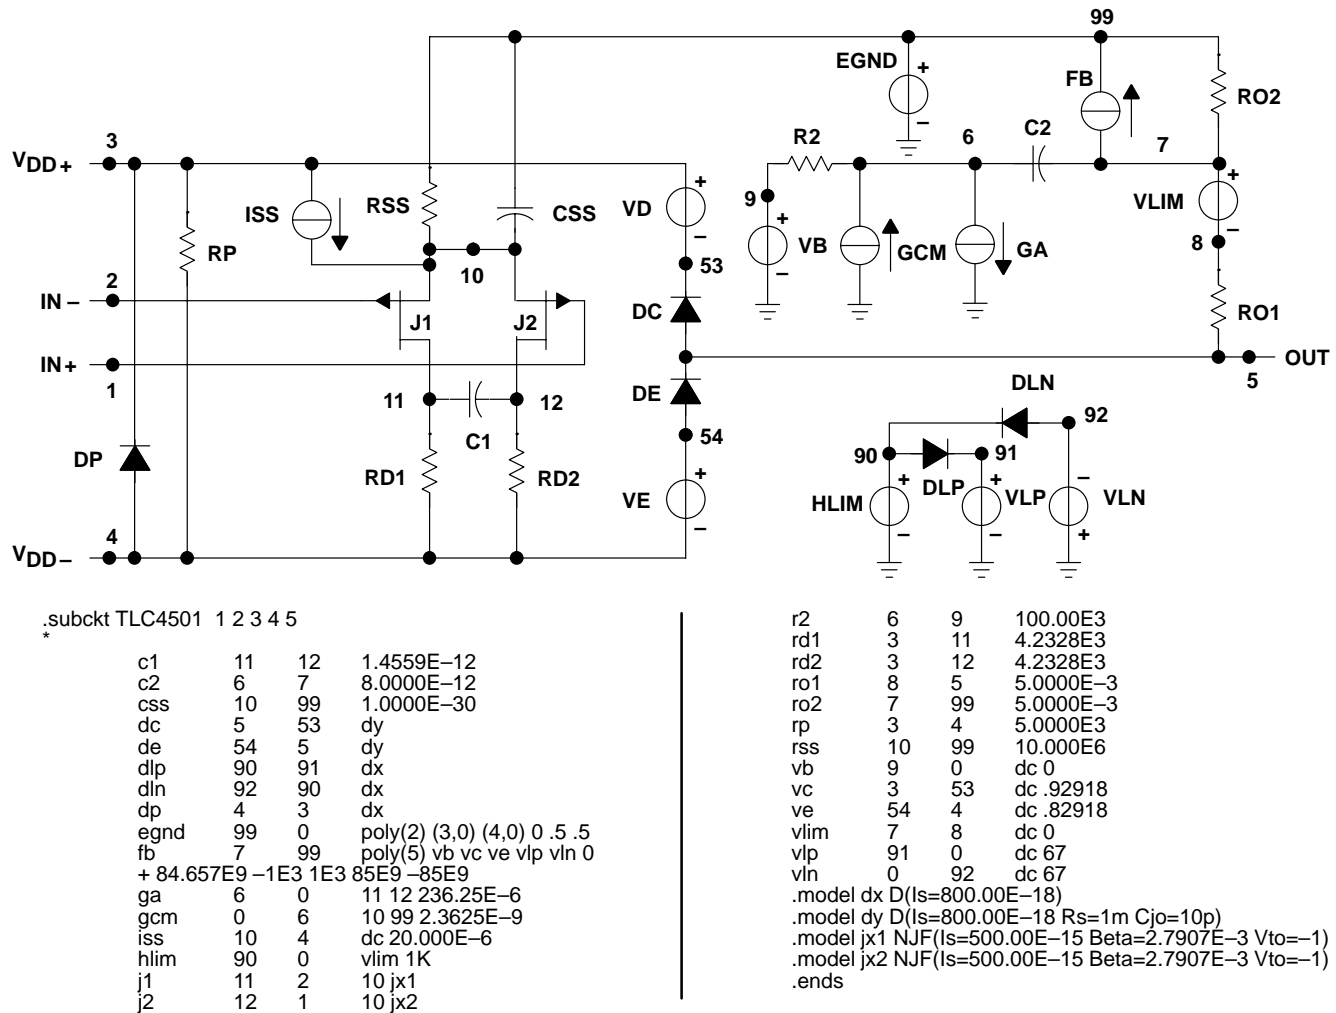 99
EGND
+
–
FB
RO2
3
VDD+
R2
6
C2
7
ISS
RSS
CSS
VD
+
–
9
+
VB
–
GCM
GA
VLIM
+
–
8
RP
10
53
2
IN –
J1
J2
DC
RO1
IN+
1
OUT
5
11
12
C1
DE
54
DLN
92
DP
RD1
RD2
VE
+
–
90
91
HLIM
+
–
DLP
+
–
VLP
–
+
VLN
4
VDD–
.subckt TLC4501 1 2 3 4 5
*
c1 11 12 1.4559E–12
c2 6 7 8.0000E–12
css 10 99 1.0000E–30
dc 5 53 dy
de 54 5 dy
dlp 90 91 dx
dln 92 90 dx
dp 4 3 dx
egnd 99 0 poly(2) (3,0) (4,0) 0 .5 .5
fb 7 99 poly(5) vb vc ve vlp vln 0
+ 84.657E9 –1E3 1E3 85E9 –85E9
ga 6 0 11 12 236.25E–6
gcm 0 6 10 99 2.3625E–9
iss 10 4 dc 20.000E–6
hlim 90 0 vlim 1K
j1 11 2 10 jx1
j2 12 1 10 jx2
r2 6 9 100.00E3
rd1 3 11 4.2328E3
rd2 3 12 4.2328E3
ro1 8 5 5.0000E–3
ro2 7 99 5.0000E–3
rp 3 4 5.0000E3
rss 10 99 10.000E6
vb 9 0 dc 0
vc 3 53 dc .92918
ve 54 4 dc .82918
vlim 7 8 dc 0
vlp 91 0 dc 67
vln 0 92 dc 67
.model dx D(Is=800.00E–18)
.model dy D(Is=800.00E–18 Rs=1m Cjo=10p)
.model jx1 NJF(Is=500.00E–15 Beta=2.7907E–3 Vto=–1)
.model jx2 NJF(Is=500.00E–15 Beta=2.7907E–3 Vto=–1)
.ends